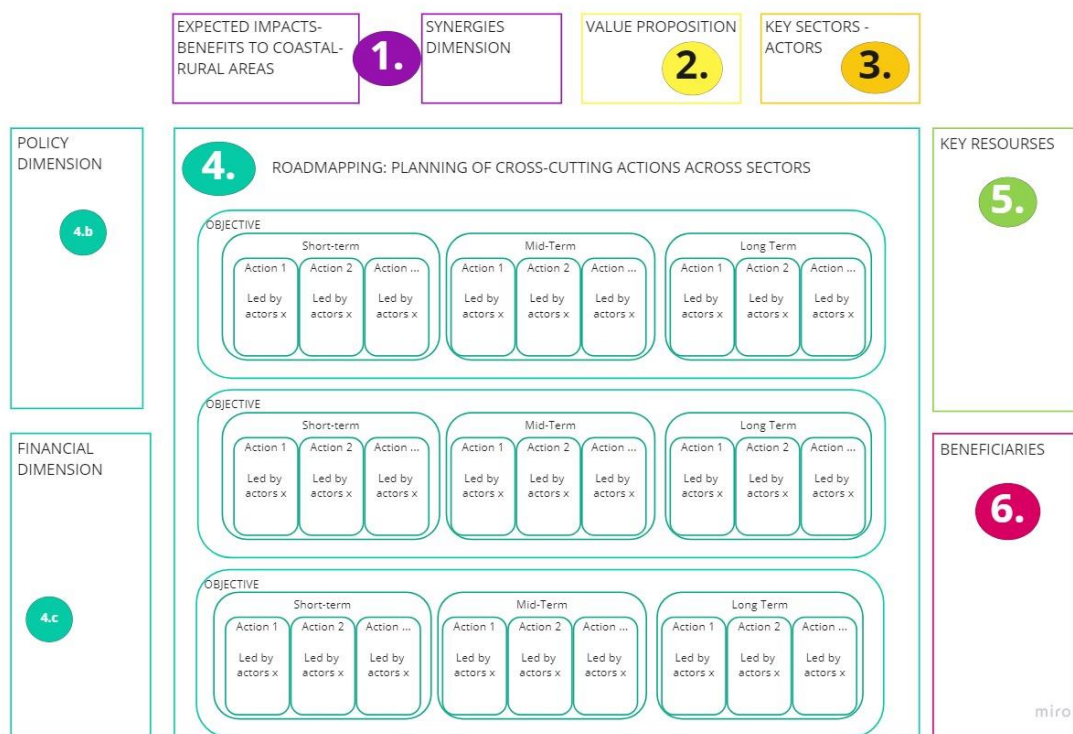 EXPECTED IMPACTS-
BENEFITS TO COASTAL-
RURAL AREAS
1.
SYNERGIES
DIMENSION
VALUE PROPOSITION
2.
KEY SECTORS -
ACTORS
3.
POLICY
DIMENSION
4.b
FINANCIAL
DIMENSION
4.c
4.
ROADMAPPING: PLANNING OF CROSS-CUTTING ACTIONS ACROSS SECTORS
OBJECTIVE
Short-term
Action 1
Led by
actors x
Action 2
Led by
actors x
Action ...
Led by
actors x
Mid-Term
Action 1
Led by
actors x
Action 2
Led by
actors x
Action ...
Led by
actors x
Long Term
Action 1
Led by
actors x
Action 2
Led by
actors x
Action ...
Led by
actors x
OBJECTIVE
Short-term
Action 1
Led by
actors x
Action 2
Led by
actors x
Action ...
Led by
actors x
Mid-Term
Action 1
Led by
actors x
Action 2
Led by
actors x
Action ...
Led by
actors x
Long Term
Action 1
Led by
actors x
Action 2
Led by
actors x
Action ...
Led by
actors x
OBJECTIVE
Short-term
Action 1
Led by
actors x
Action 2
Led by
actors x
Action ...
Led by
actors x
Mid-Term
Action 1
Led by
actors x
Action 2
Led by
actors x
Action ...
Led by
actors x
Long Term
Action 1
Led by
actors x
Action 2
Led by
actors x
Action ...
Led by
actors x
KEY RESOURSES
5.
BENEFICIARIES
6.
miro